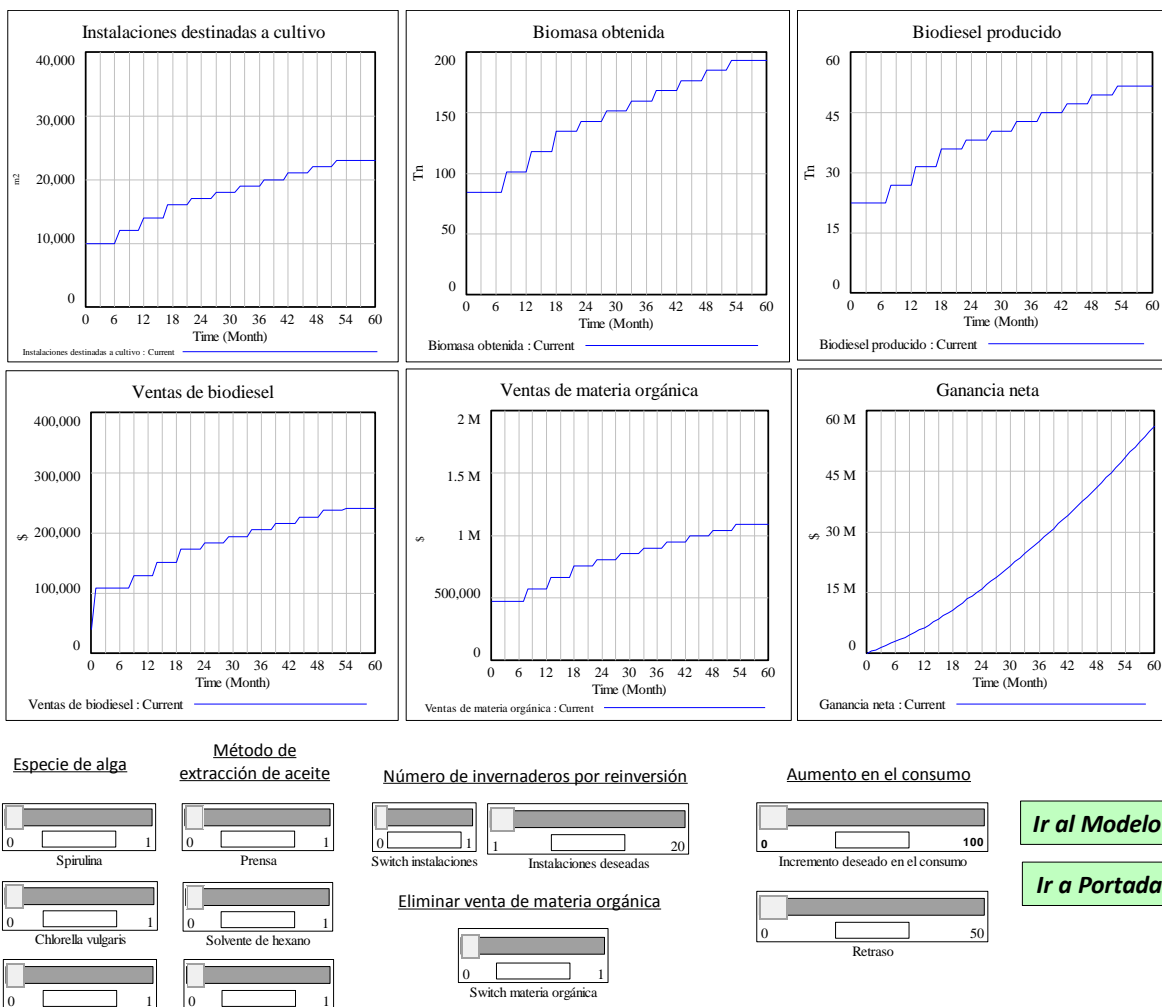 Instalaciones destinadas a cultivo
40,000
30,000
20,000
10,000
0
m2
0 6 12 18 24 30 36 42 48 54 60
Time (Month)
Instalaciones destinadas a cultivo : Current
Biomasa obtenida
200
150
100
50
0
Tn
0 6 12 18 24 30 36 42 48 54 60
Time (Month)
Biomasa obtenida : Current
Biodiesel producido
60
45
30
15
0
Tn
0 6 12 18 24 30 36 42 48 54 60
Time (Month)
Biodiesel producido : Current
Ventas de biodiesel
400,000
300,000
200,000
100,000
0
$
0 6 12 18 24 30 36 42 48 54 60
Time (Month)
Ventas de biodiesel : Current
Ventas de materia orgánica
2 M
1.5 M
1 M
500,000
0
$
0 6 12 18 24 30 36 42 48 54 60
Time (Month)
Ventas de materia orgánica : Current
Ganancia neta
60 M
45 M
30 M
15 M
0
$
0 6 12 18 24 30 36 42 48 54 60
Time (Month)
Ganancia neta : Current
Especie de alga
0 1
Spirulina
0 1
Chlorella vulgaris
0 1
Método de
extracción de aceite
0 1
Prensa
0 1
Solvente de hexano
0 1
Número de invernaderos por reinversión
0 1
Switch instalaciones
1 20
Instalaciones deseadas
Eliminar venta de materia orgánica
0 1
Switch materia orgánica
Aumento en el consumo
0 100
Incremento deseado en el consumo
0 50
Retraso
Ir al Modelo
Ir a Portada